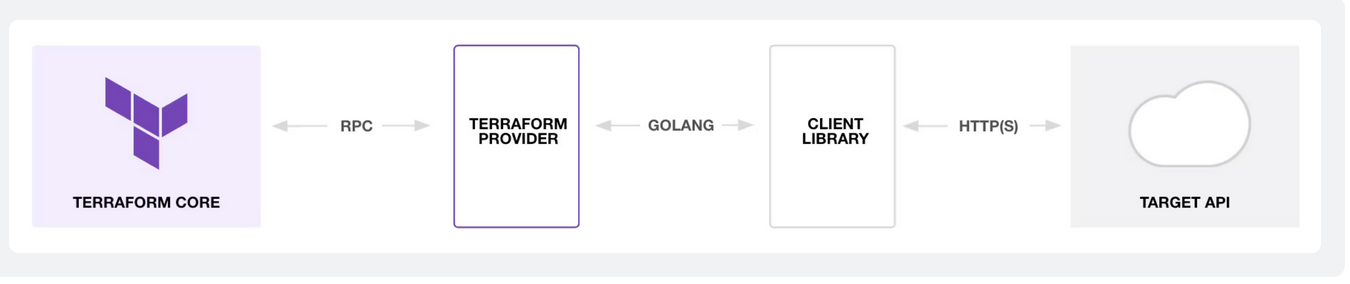 RPC
TERRAFORM
PROVIDER
GOLANG
CLIENT
LIBRARY
HTTP(S)
TERRAFORM CORE
TARGET API